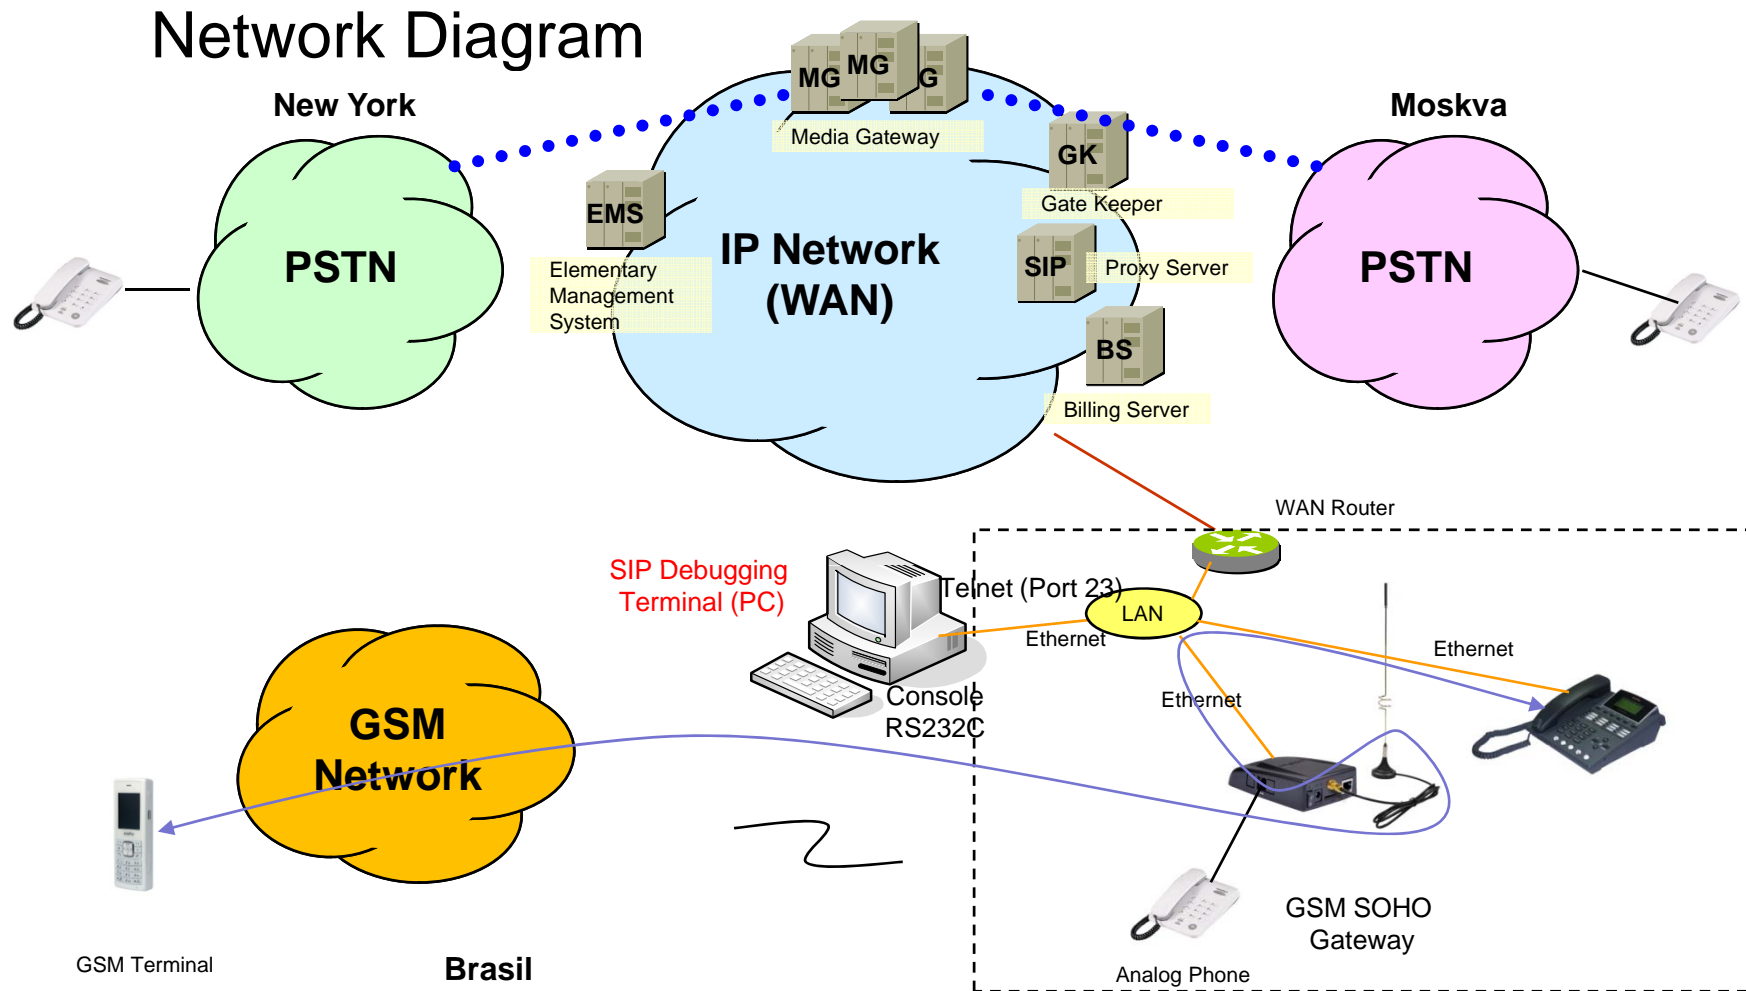 Network Diagram
New York
MG
MG
G
Media Gateway
Moskva
GK
Gate Keeper
EMS
Elementary
Management
System
PSTN
IP Network
(WAN)
SIP
Proxy Server
PSTN
BS
Billing Server
WAN Router
SIP Debugging
Terminal (PC)
Telnet (Port 23)
LAN
Ethernet
Ethernet
Ethernet
Console
RS232C
GSM
Network
GSM SOHO
Gateway
GSM Terminal
Brasil
Analog Phone